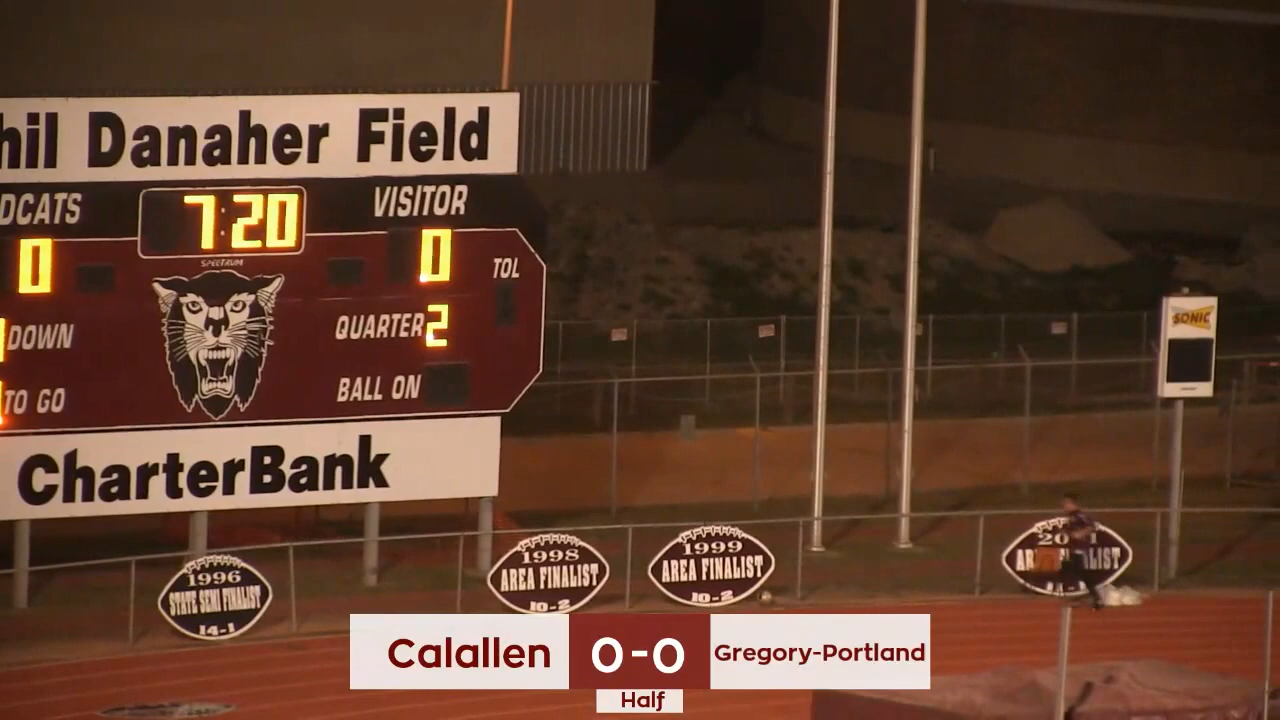 hil Danaher Field
DCATS
7:20
VISITOR
0
SPECTRUM
0
TOL
DOWN
QUARTER 2
TO GO
BALL ON
CharterBank
SONIC
1996
STATE SEMI FINALIST
14-1
1998
AREA FINALIST
10-2
1999
AREA FINALIST
10-2
Calallen 0-0 Gregory-Portland
Half